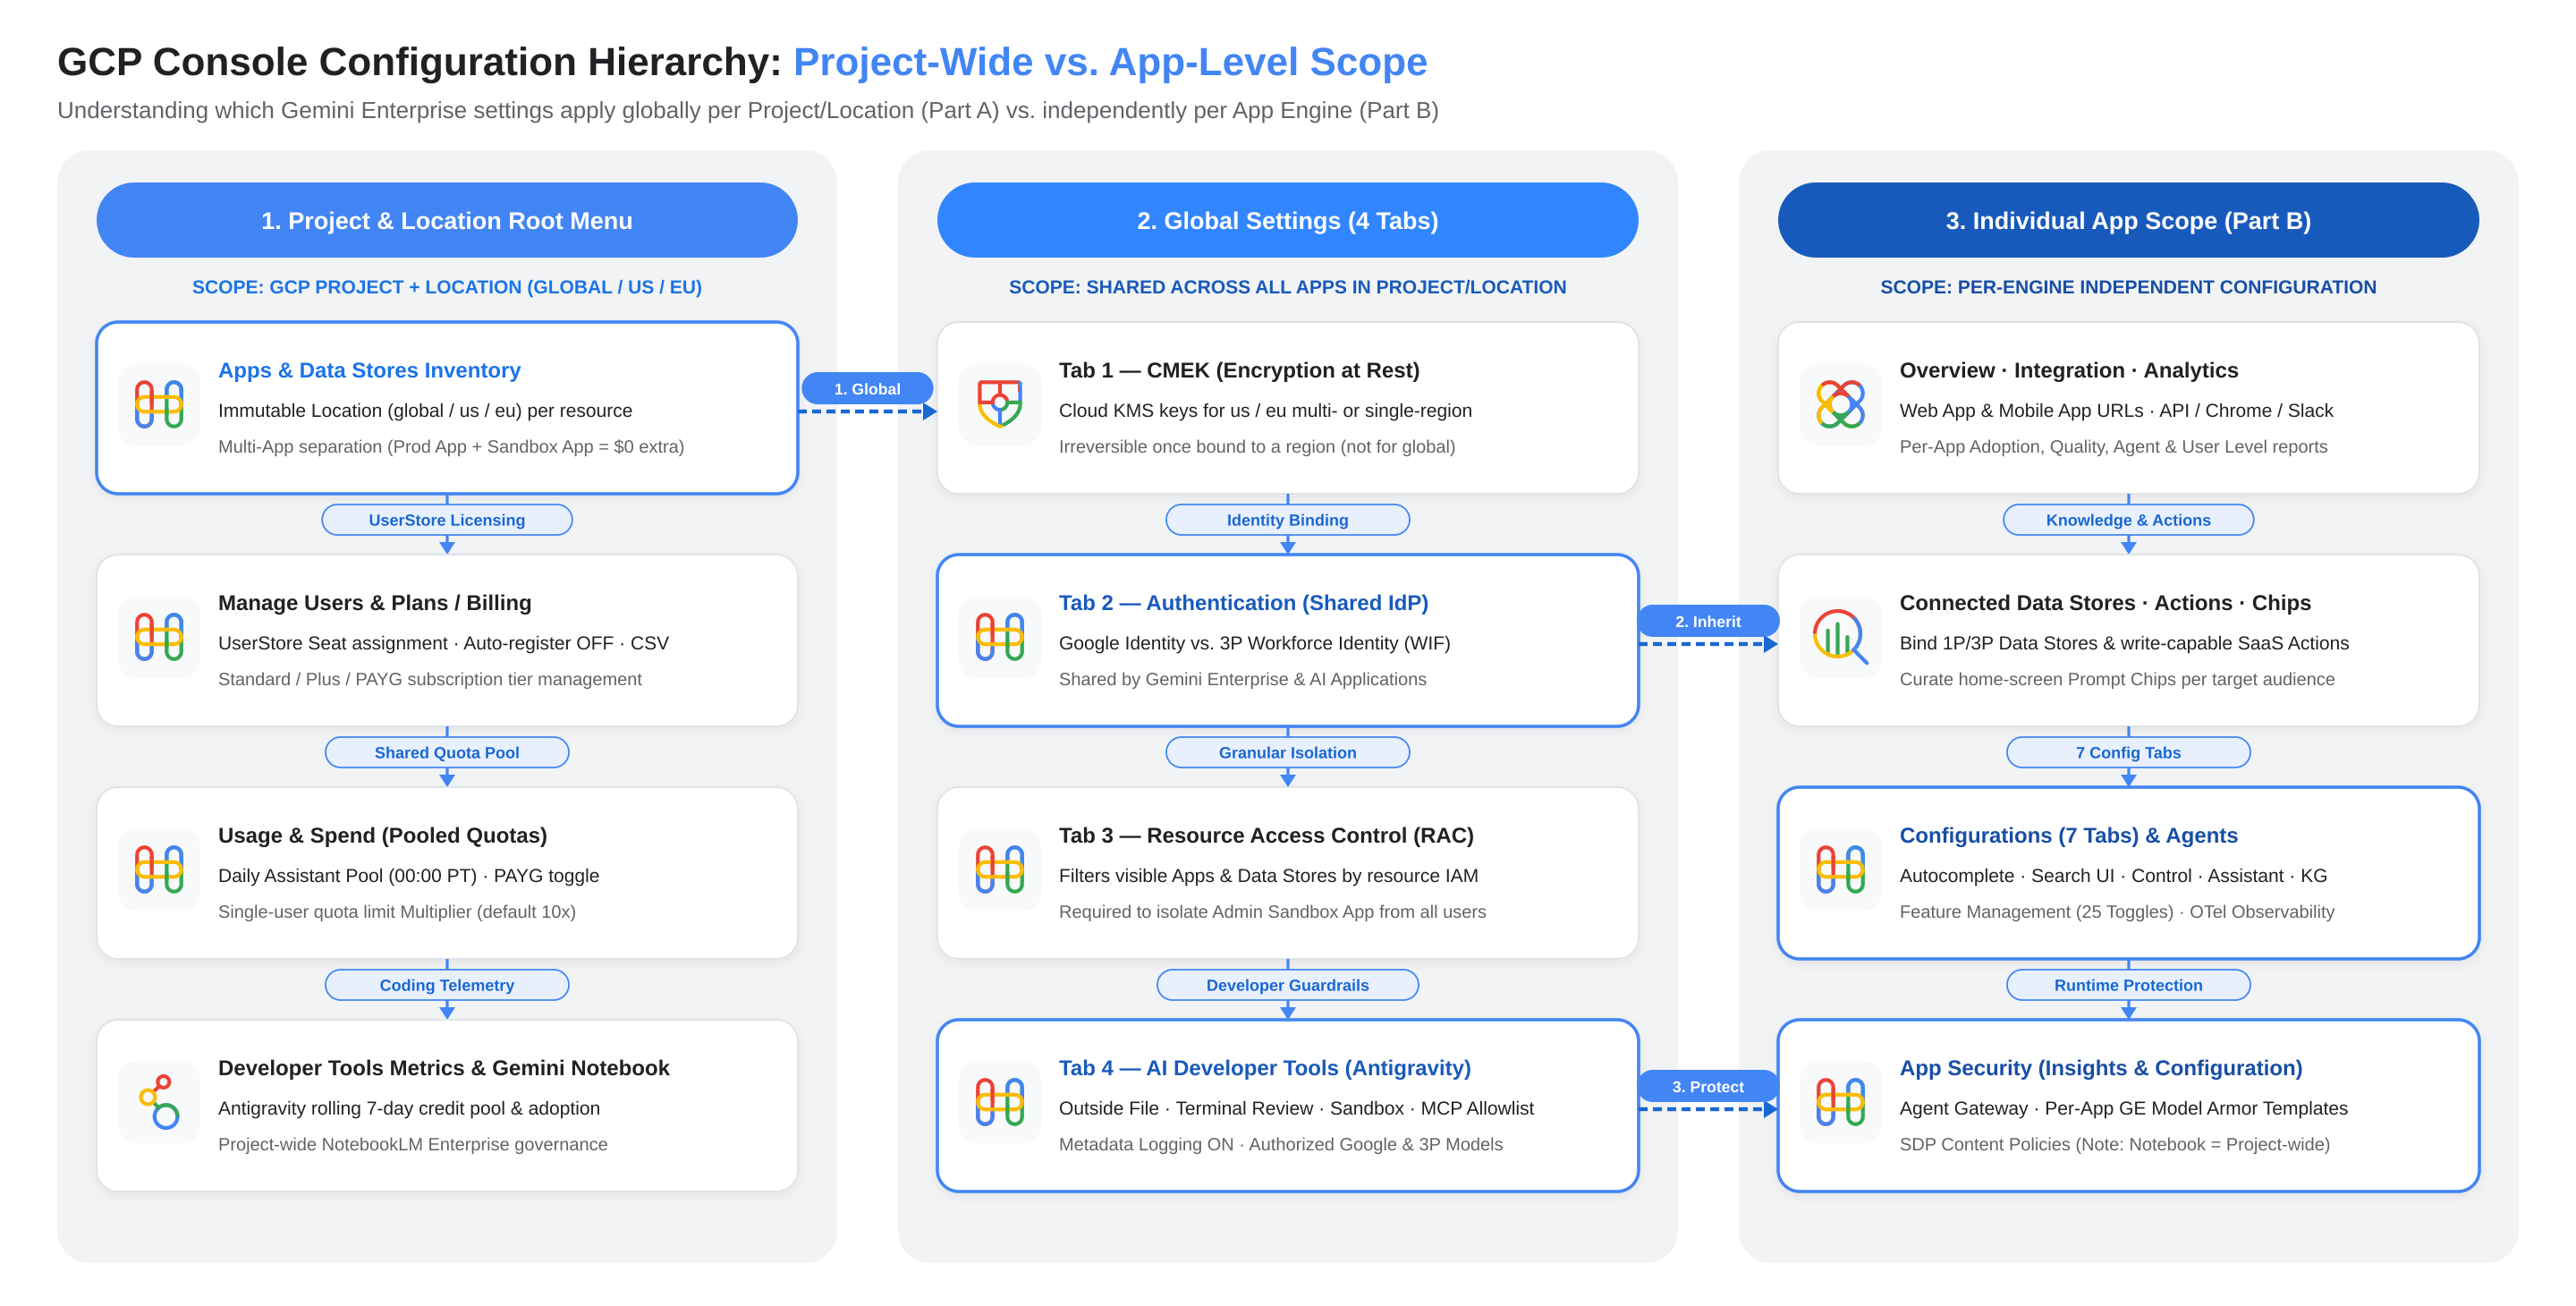 GCP Console Configuration Hierarchy: Project-Wide vs. App-Level Scope
Understanding which Gemini Enterprise settings apply globally per Project/Location (Part A) vs. independently per App Engine (Part B)
1. Project & Location Root Menu
SCOPE: GCP PROJECT + LOCATION (GLOBAL / US / EU)
Apps & Data Stores Inventory
Immutable Location (global / us / eu) per resource
Multi-App separation (Prod App + Sandbox App = $0 extra)
UserStore Licensing
Manage Users & Plans / Billing
UserStore Seat assignment · Auto-register OFF · CSV
Standard / Plus / PAYG subscription tier management
Shared Quota Pool
Usage & Spend (Pooled Quotas)
Daily Assistant Pool (00:00 PT) · PAYG toggle
Single-user quota limit Multiplier (default 10x)
Coding Telemetry
Developer Tools Metrics & Gemini Notebook
Antigravity rolling 7-day credit pool & adoption
Project-wide NotebookLM Enterprise governance
1. Global
2. Global Settings (4 Tabs)
SCOPE: SHARED ACROSS ALL APPS IN PROJECT/LOCATION
Tab 1 — CMEK (Encryption at Rest)
Cloud KMS keys for us / eu multi- or single-region
Irreversible once bound to a region (not for global)
Identity Binding
Tab 2 — Authentication (Shared IdP)
Google Identity vs. 3P Workforce Identity (WIF)
Shared by Gemini Enterprise & AI Applications
Granular Isolation
Tab 3 — Resource Access Control (RAC)
Filters visible Apps & Data Stores by resource IAM
Required to isolate Admin Sandbox App from all users
Developer Guardrails
Tab 4 — AI Developer Tools (Antigravity)
Outside File · Terminal Review · Sandbox · MCP Allowlist
Metadata Logging ON · Authorized Google & 3P Models
2. Inherit
3. Protect
3. Individual App Scope (Part B)
SCOPE: PER-ENGINE INDEPENDENT CONFIGURATION
Overview · Integration · Analytics
Web App & Mobile App URLs · API / Chrome / Slack
Per-App Adoption, Quality, Agent & User Level reports
Knowledge & Actions
Connected Data Stores · Actions · Chips
Bind 1P/3P Data Stores & write-capable SaaS Actions
Curate home-screen Prompt Chips per target audience
7 Config Tabs
Configurations (7 Tabs) & Agents
Autocomplete · Search UI · Control · Assistant · KG
Feature Management (25 Toggles) · OTel Observability
Runtime Protection
App Security (Insights & Configuration)
Agent Gateway · Per-App GE Model Armor Templates
SDP Content Policies (Note: Notebook = Project-wide)